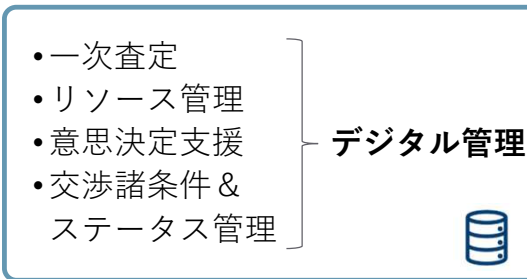 •一次査定
•リソース管理
•意思決定支援
•交渉諸条件＆
ステータス管理
デジタル管理